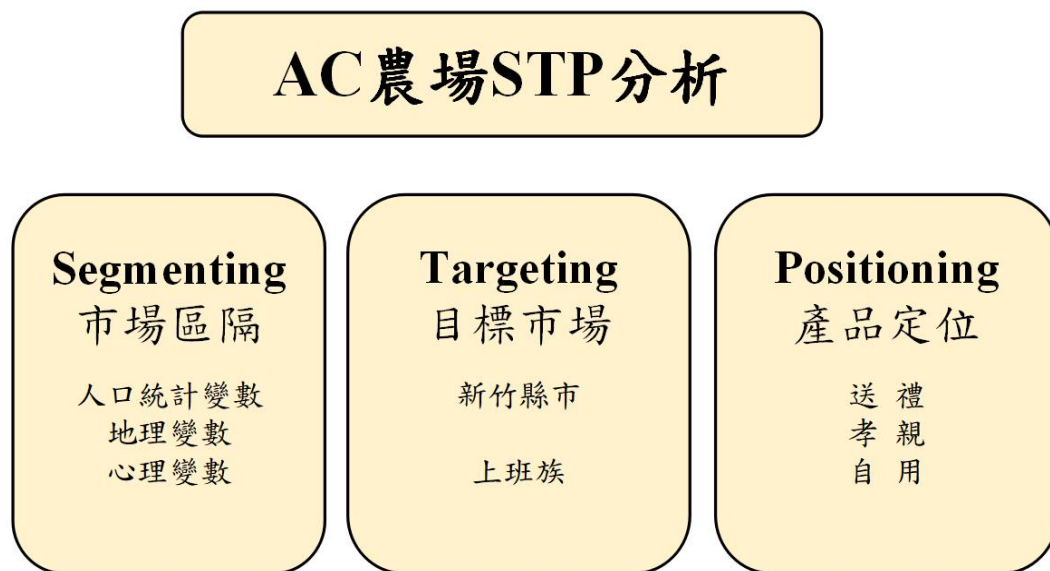 AC農場STP分析
Segmenting
市場區隔
人口統計變數
地理變數
心理變數
Targeting
目標市場
新竹縣市
上班族
Positioning
產品定位
送 禮
孝 親
自 用